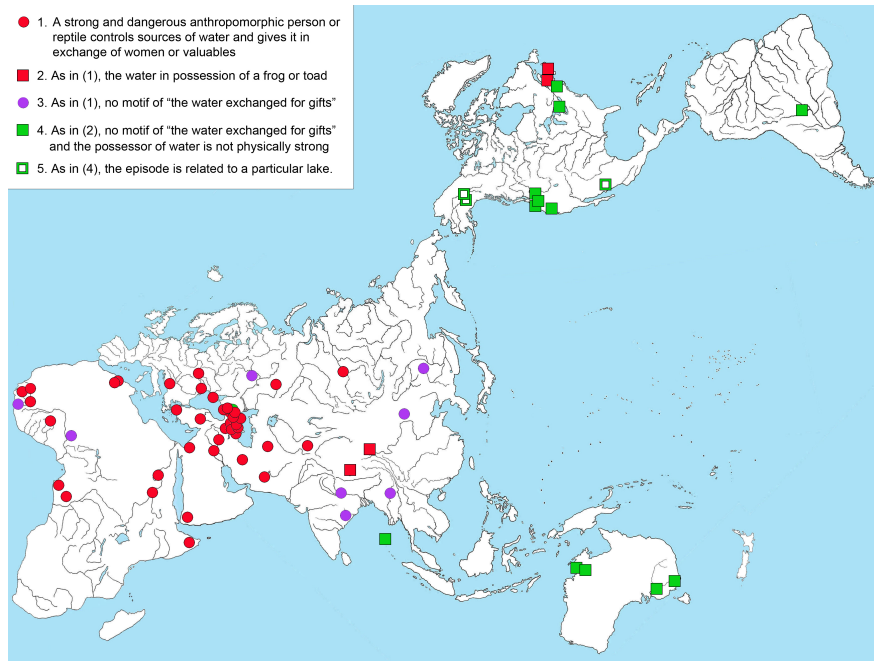 1. A strong and dangerous anthropomorphic person or
reptile controls sources of water and gives it in
exchange of women or valuables
2. As in (1), the water in possession of a frog or toad
3. As in (1), no motif of “the water exchanged for gifts”
4. As in (2), no motif of “the water exchanged for gifts”
and the possessor of water is not physically strong
5. As in (4), the episode is related to a particular lake.